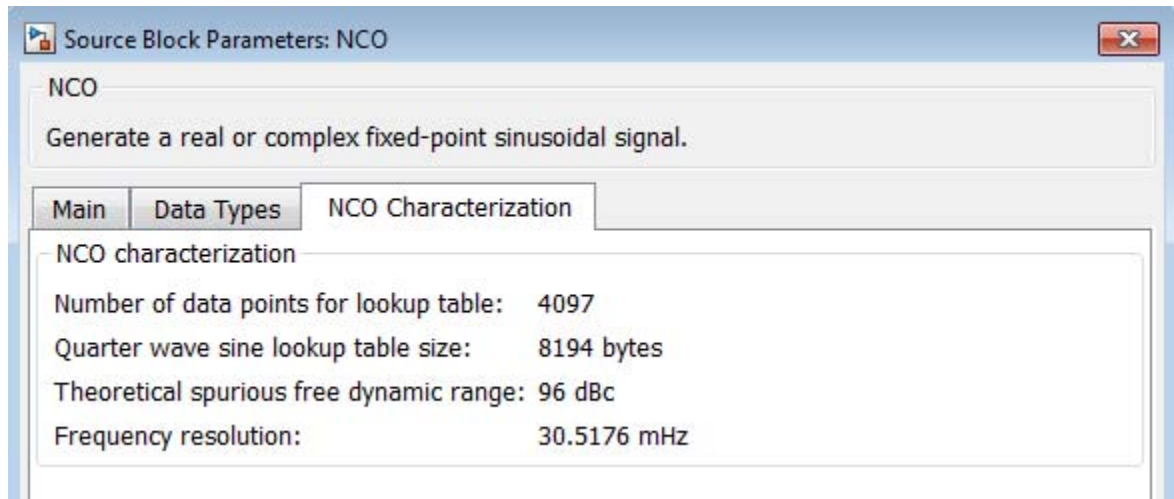 Source Block Parameters: NCO
NCO
Generate a real or complex fixed-point sinusoidal signal.
Main Data Types NCO Characterization
NCO characterization
Number of data points for lookup table: 4097
Quarter wave sine lookup table size: 8194 bytes
Theoretical spurious free dynamic range: 96 dBc
Frequency resolution: 30.5176 mHz